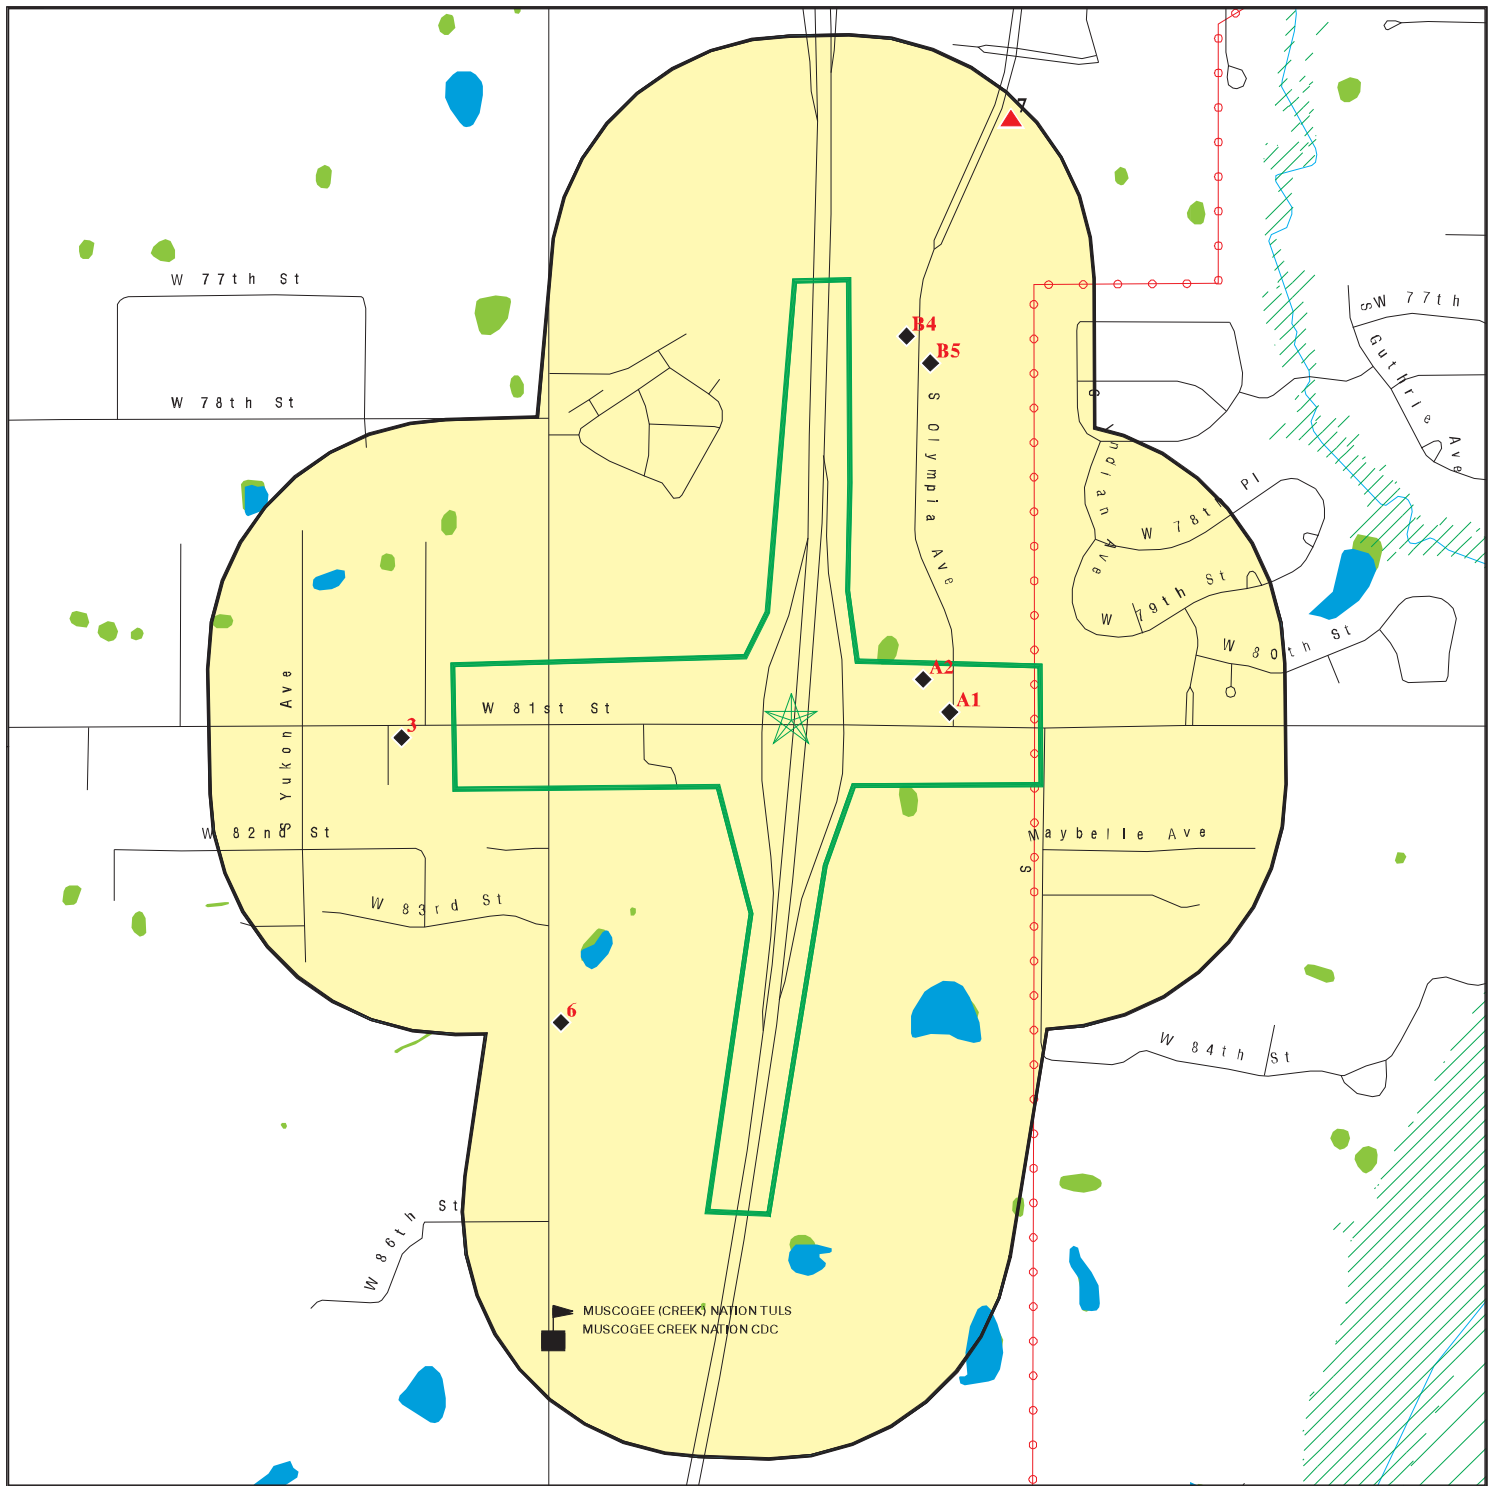 7
W 77th St
W 77th
S Guthrie Ave
B4
B5
W 78th St
S Olympia Ave
S Indian Ave
W 78th Pl
W 79th St
W 80th St
A2
A1
W 81st St
3
S Yukon Ave
W 82nd St
S Maybelle Ave
W 83rd St
6
W 84th St
W 86th St
MUSCOGEE (CREEK) NATION TULS
MUSCOGEE CREEK NATION CDC